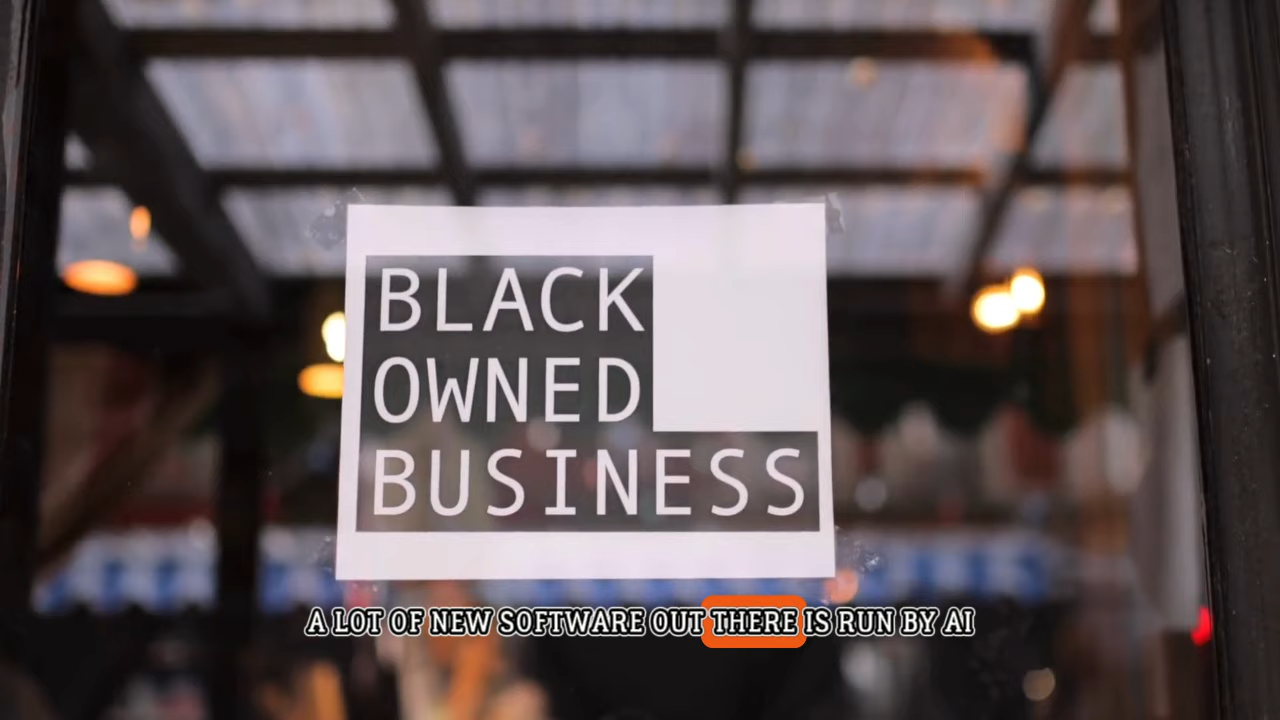 BLACK
OWNED
BUSINESS
A LOT OF NEW SOFTWARE OUT THERE IS RUN BY AI